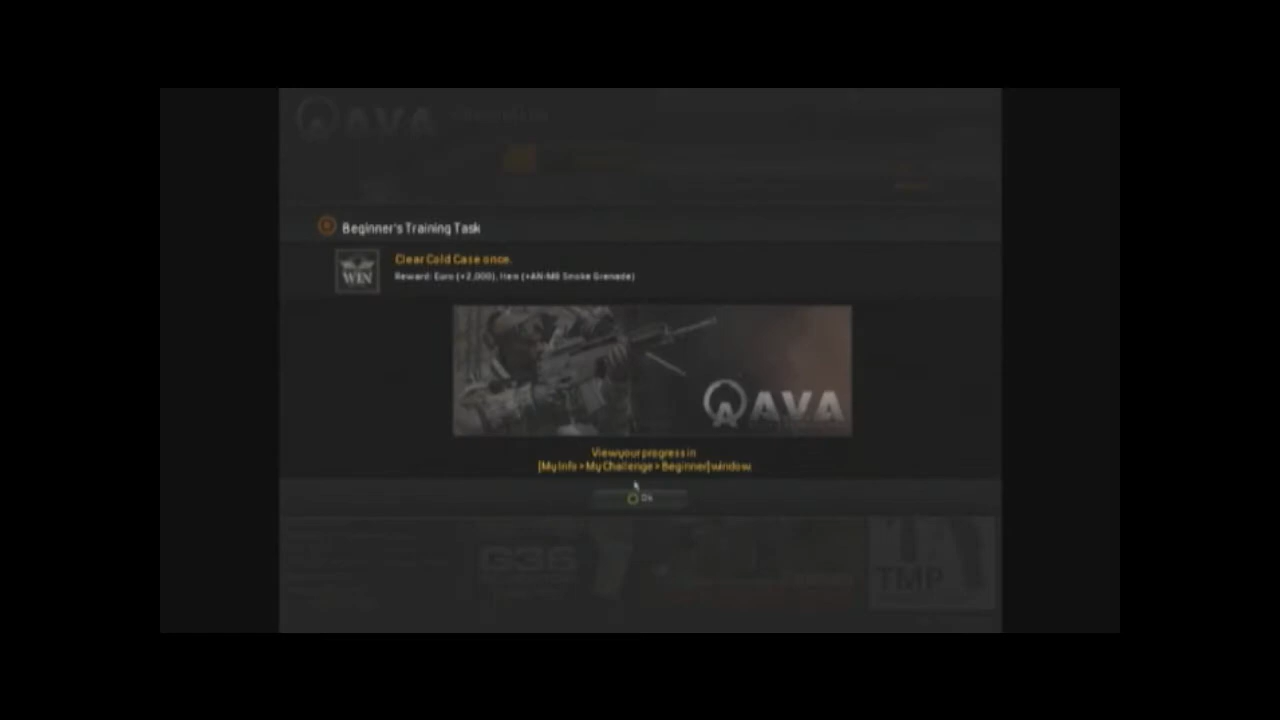 AVA
Beginner's Training Task
WIN
Clear Cold Case once.
Reward: Euro (+2,000), Item (+AN-M8 Smoke Grenade)
AVA
View your progress in
[My Info > My Challenge > Beginner] window.
Ok
G36
TMP